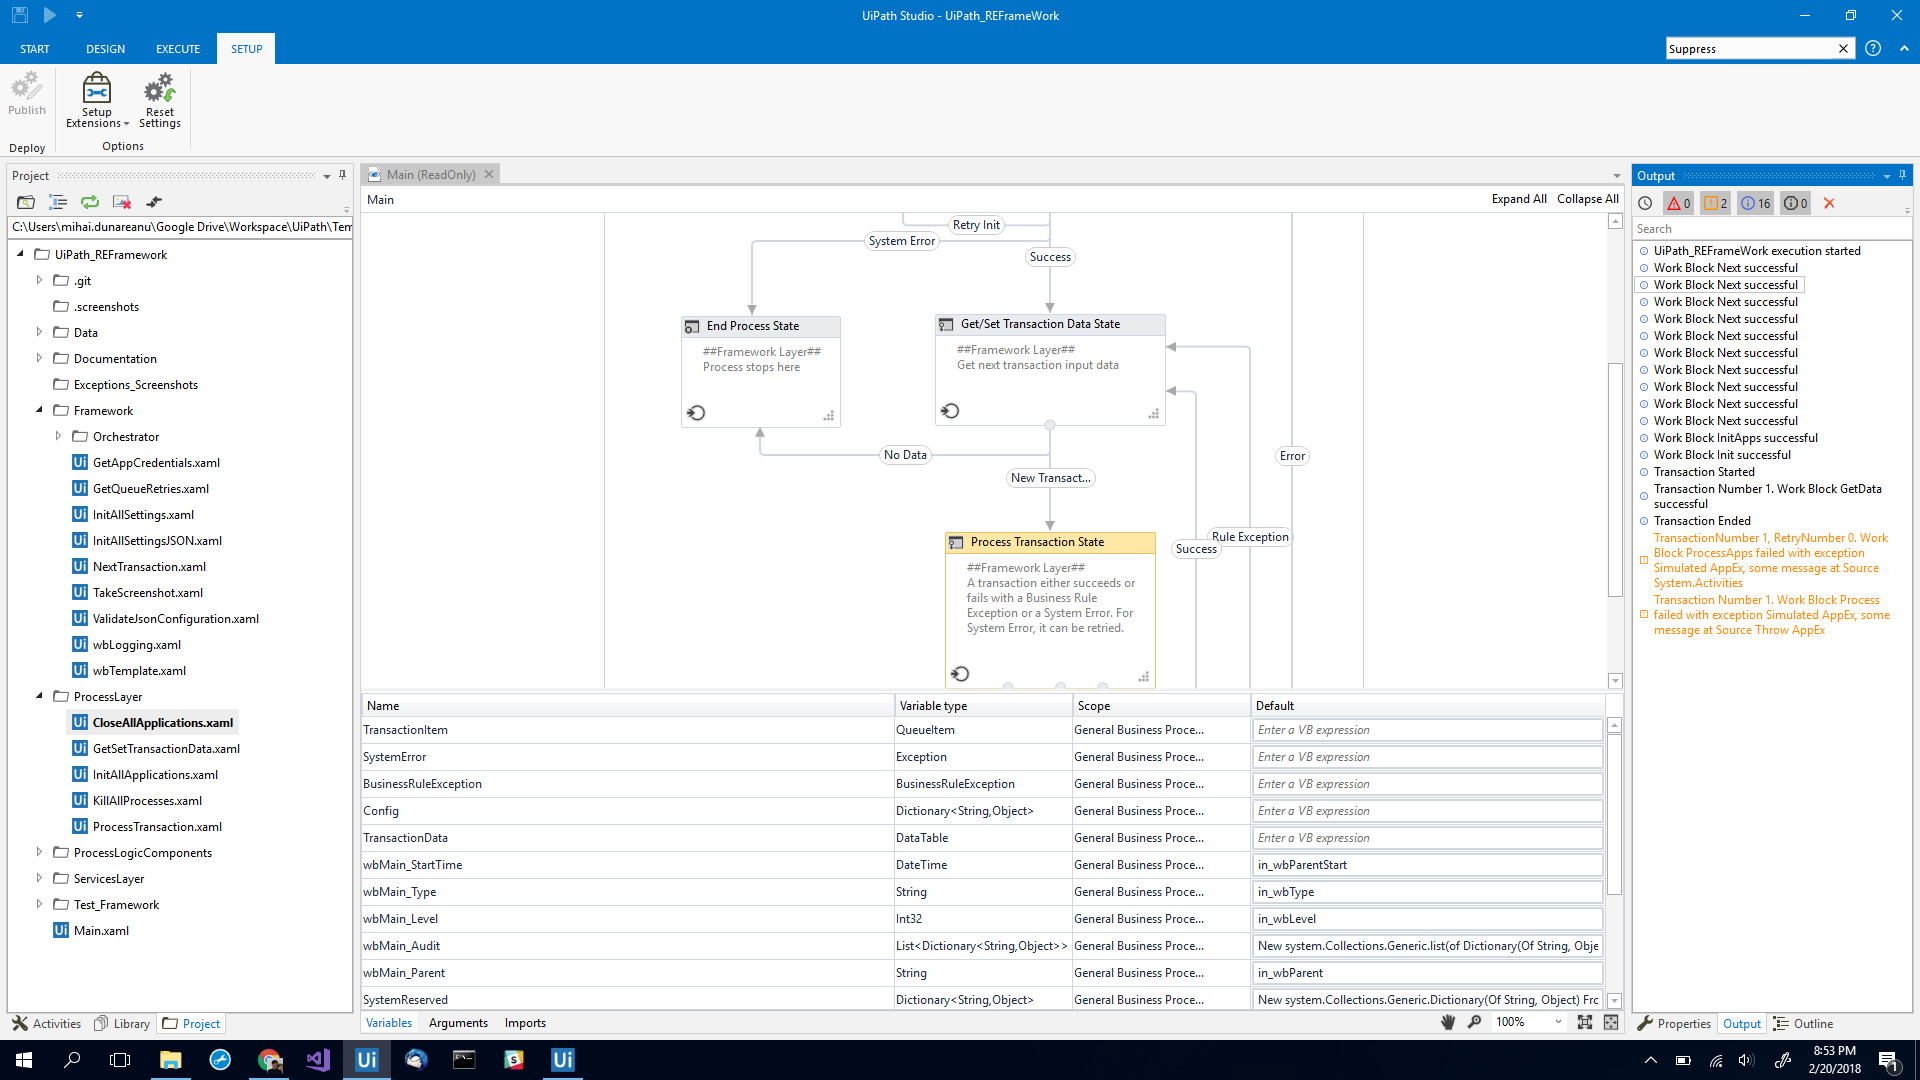 UiPath Studio - UiPath_REFrameWork
START
DESIGN
EXECUTE
SETUP
Suppress
Publish
Setup
Extensions
Reset
Settings
Deploy
Options
Project
C:\Users\mihai.dunareanu\Google Drive\Workspace\UiPath\Tem
UiPath_REFramework
.git
.screenshots
Data
Documentation
Exceptions_Screenshots
Framework
Orchestrator
GetAppCredentials.xaml
GetQueueRetries.xaml
InitAllSettings.xaml
InitAllSettingsJSON.xaml
NextTransaction.xaml
TakeScreenshot.xaml
ValidateJsonConfiguration.xaml
wbLogging.xaml
wbTemplate.xaml
ProcessLayer
CloseAllApplications.xaml
GetSetTransactionData.xaml
InitAllApplications.xaml
KillAllProcesses.xaml
ProcessTransaction.xaml
ProcessLogicComponents
ServicesLayer
Test_Framework
Main.xaml
Activities
Library
Project
Main (ReadOnly)
Main
Expand All
Collapse All
Retry Init
System Error
Success
End Process State
##Framework Layer##
Process stops here
Get/Set Transaction Data State
##Framework Layer##
Get next transaction input data
No Data
Error
New Transact...
Rule Exception
Success
Process Transaction State
##Framework Layer##
A transaction either succeeds or
fails with a Business Rule
Exception or a System Error. For
System Error, it can be retried.
Name Variable type Scope Default
TransactionItem QueueItem General Business Proce... Enter a VB expression
SystemError Exception General Business Proce... Enter a VB expression
BusinessRuleException BusinessRuleException General Business Proce... Enter a VB expression
Config Dictionary<String,Object> General Business Proce... Enter a VB expression
TransactionData DataTable General Business Proce... Enter a VB expression
wbMain_StartTime DateTime General Business Proce... in_wbParentStart
wbMain_Type String General Business Proce... in_wbType
wbMain_Level Int32 General Business Proce... in_wbLevel
wbMain_Audit List<Dictionary<String,Object>> General Business Proce... New system.Collections.Generic.list(of Dictionary(Of String, Obje
wbMain_Parent String General Business Proce... in_wbParent
SystemReserved Dictionary<String,Object> General Business Proce... New system.Collections.Generic.Dictionary(Of String, Object) Frc
Variables
Arguments
Imports
100%
Output
0
2
16
0
Search
UiPath_REFrameWork execution started
Work Block Next successful
Work Block Next successful
Work Block Next successful
Work Block Next successful
Work Block Next successful
Work Block Next successful
Work Block Next successful
Work Block Next successful
Work Block Next successful
Work Block Next successful
Work Block InitApps successful
Work Block Init successful
Transaction Started
Transaction Number 1. Work Block GetData
successful
Transaction Ended
TransactionNumber 1, RetryNumber 0. Work
Block ProcessApps failed with exception
Simulated AppEx, some message at Source
System.Activities
Transaction Number 1. Work Block Process
failed with exception Simulated AppEx, some
message at Source Throw AppEx
Properties
Output
Outline
Ui
Ui
8:53 PM
2/20/2018
1